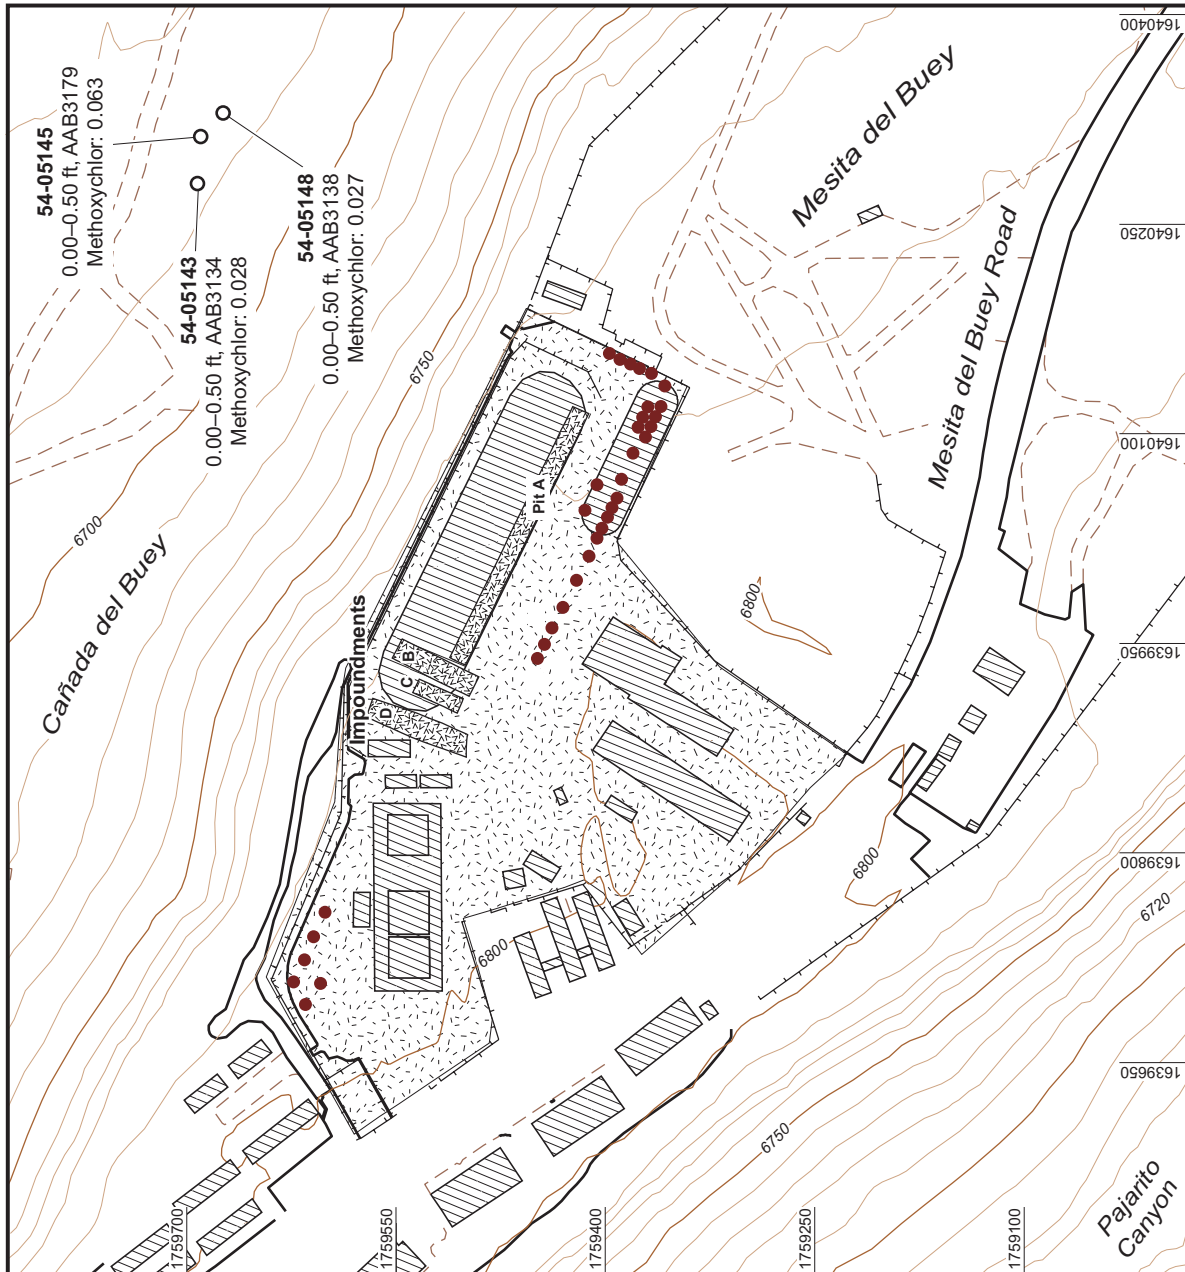 54-05145
0.00–0.50 ft, AAB3179
Methoxychlor: 0.063
54-05143
0.00–0.50 ft, AAB3134
Methoxychlor: 0.028
54-05148
0.00–0.50 ft, AAB3138
Methoxychlor: 0.027
Cañada del Buey
6700
6750
Mesita del Buey
Mesita del Buey Road
Impoundments
Pit A
B
C
D
6800
6800
6800
6720
6750
Pajarito
Canyon
1640400
1640250
1640100
1639950
1639800
1639650
1759700
1759550
1759400
1759250
1759100